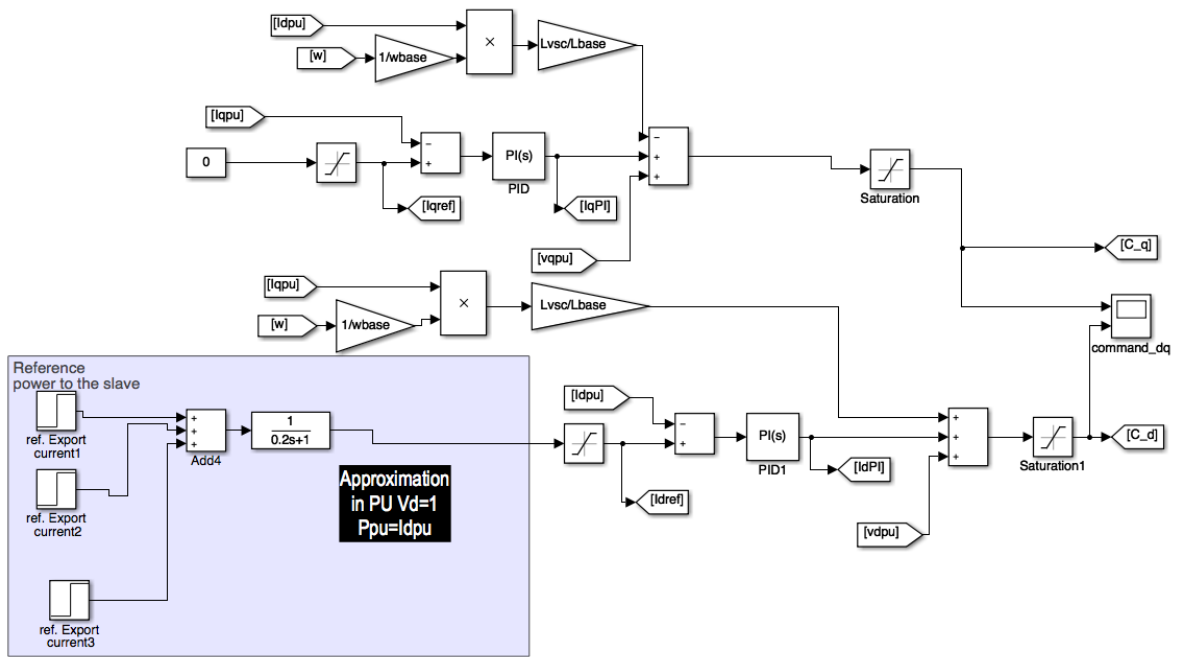 [Idpu]
[w]
1/wbase
×
Lvsc/Lbase
[Iqpu]
0
−
+
PI(s)
PID
[Iqref]
[IqPI]
−
+
+
[vqpu]
Saturation
[C_q]
[Iqpu]
[w]
1/wbase
×
Lvsc/Lbase
command_dq
Reference
power to the slave
ref. Export
current1
+
+
+
Add4
1
0.2s+1
ref. Export
current2
Approximation
in PU Vd=1
Ppu=Idpu
ref. Export
current3
[Idpu]
−
+
PI(s)
PID1
[Idref]
[IdPI]
+
+
+
[vdpu]
Saturation1
[C_d]